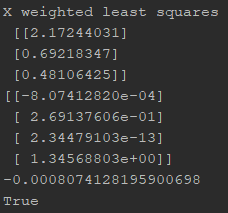 X weighted least squares
[[2.17244031]
[0.69218347]
[0.48106425]]
[[-8.07412820e-04]
[ 2.69137606e-01]
[ 2.34479103e-13]
[ 1.34568803e+00]]
-0.0008074128195900698
True